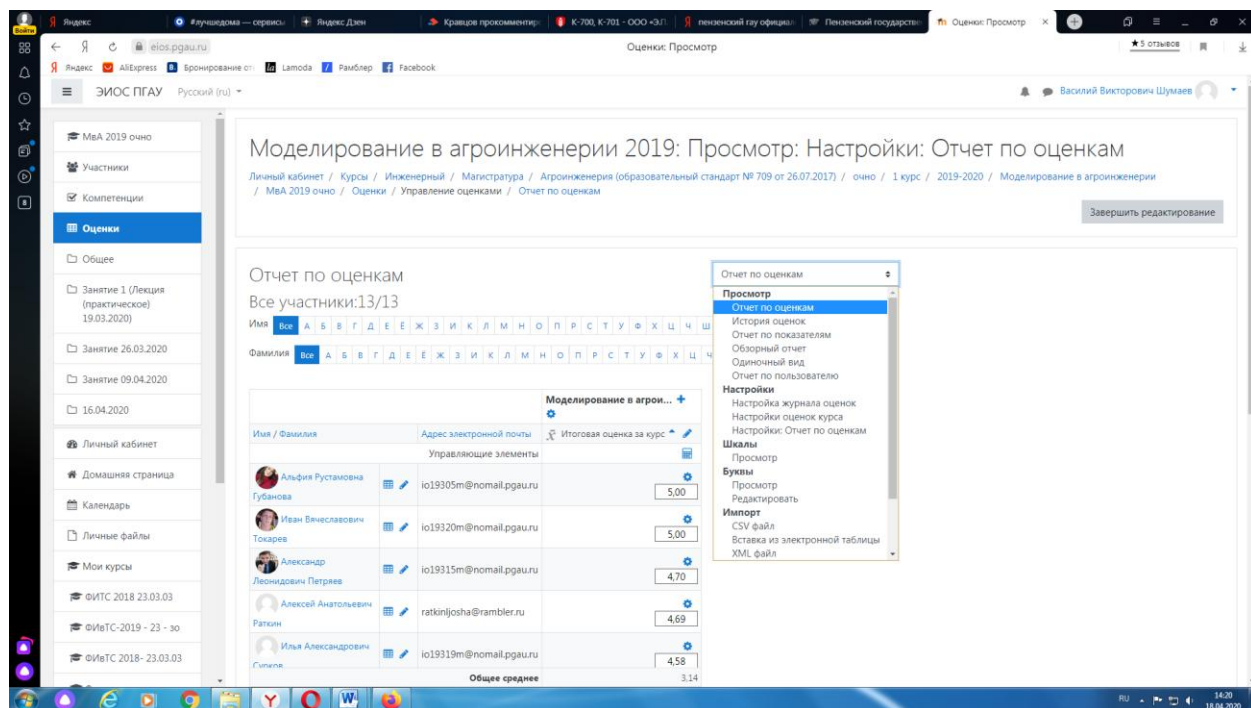 Яндекс
#лучшедома — сервисы
Яндекс Дзен
Кравцов прокомментир
К-700, К-701 - ООО «ЭЛ
пензенский гау официал
Пензенский государстве
Оценки: Просмотр
Войти
eios.pgau.ru
Оценки: Просмотр
★ 5 отзывов
Яндекс
AliExpress
Бронирование от
Lamoda
Рамблер
Facebook
ЭИОС ПГАУ
Русский (ru)
Василий Викторович Шумаев
МвА 2019 очно
Участники
Компетенции
Оценки
Общее
Занятие 1 (Лекция
(практическое)
19.03.2020)
Занятие 26.03.2020
Занятие 09.04.2020
16.04.2020
Личный кабинет
Домашняя страница
Календарь
Личные файлы
Мои курсы
ФИТС 2018 23.03.03
ФИвТС-2019 - 23 - зо
ФИвТС 2018- 23.03.03
Моделирование в агроинженерии 2019: Просмотр: Настройки: Отчет по оценкам
Личный кабинет / Курсы / Инженерный / Магистратура / Агроинженерия (образовательный стандарт № 709 от 26.07.2017) / очно / 1 курс / 2019-2020 / Моделирование в агроинженерии
/ МвА 2019 очно / Оценки / Управление оценками / Отчет по оценкам
Завершить редактирование
Отчет по оценкам
Все участники:13/13
Имя Все А Б В Г Д Е Ё Ж З И К Л М Н О П Р С Т У Ф Х Ц Ч Ш
Фамилия Все А Б В Г Д Е Ё Ж З И К Л М Н О П Р С Т У Ф Х Ц Ч
Моделирование в агрои...
Имя / Фамилия
Адрес электронной почты
Итоговая оценка за курс
Управляющие элементы
Альфия Рустамовна
Губанова
io19305m@nomail.pgau.ru
5,00
Иван Вячеславович
Токарев
io19320m@nomail.pgau.ru
5,00
Александр
Леонидович Петряев
io19315m@nomail.pgau.ru
4,70
Алексей Анатольевич
Раткин
ratkinljosha@rambler.ru
4,69
Илья Александрович
io19319m@nomail.pgau.ru
4,58
Общее среднее
3,14
Отчет по оценкам
Просмотр
Отчет по оценкам
История оценок
Отчет по показателям
Обзорный отчет
Одиночный вид
Отчет по пользователю
Настройки
Настройка журнала оценок
Настройки оценок курса
Настройки: Отчет по оценкам
Шкалы
Просмотр
Буквы
Просмотр
Редактировать
Импорт
CSV файл
Вставка из электронной таблицы
XML файл
RU
14:20
18.04.2020